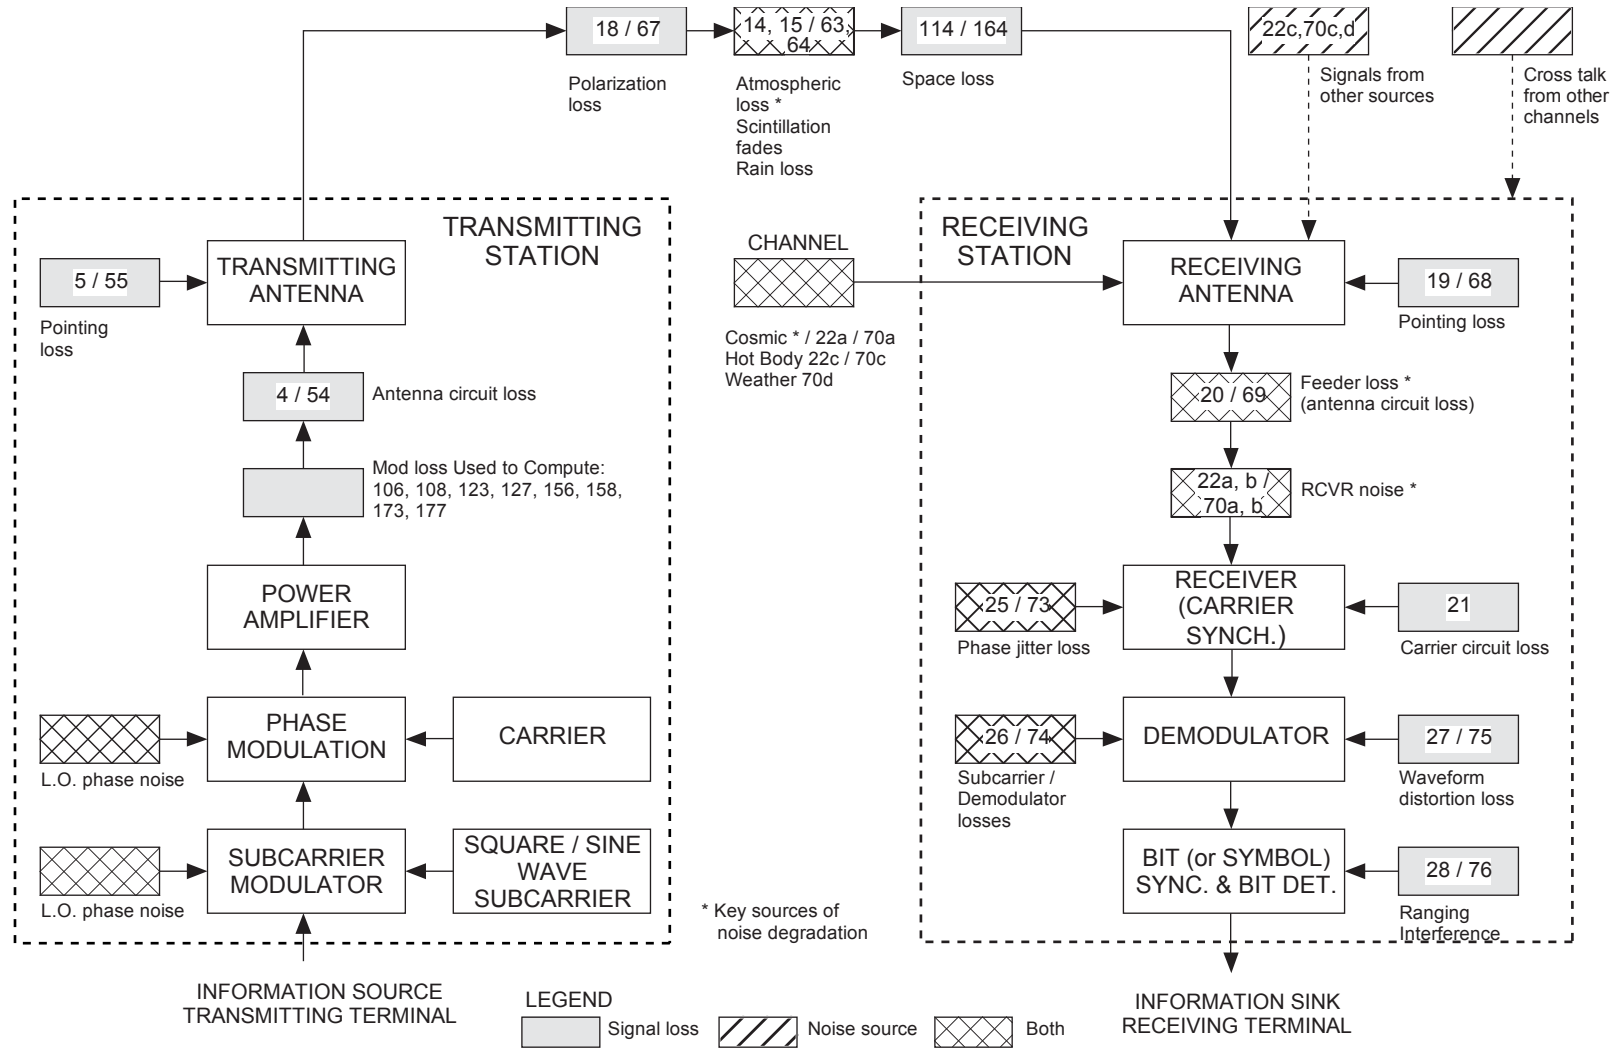 18 / 67
14, 15 / 63,
64
114 / 164
22c,70c,d
Polarization
loss
Atmospheric
loss *
Scintillation
fades
Rain loss
Space loss
Signals from
other sources
Cross talk
from other
channels
TRANSMITTING
STATION
5 / 55
Pointing
loss
TRANSMITTING
ANTENNA
4 / 54
Antenna circuit loss
Mod loss Used to Compute:
106, 108, 123, 127, 156, 158,
173, 177
POWER
AMPLIFIER
L.O. phase noise
PHASE
MODULATION
CARRIER
L.O. phase noise
SUBCARRIER
MODULATOR
SQUARE / SINE
WAVE
SUBCARRIER
INFORMATION SOURCE
TRANSMITTING TERMINAL
CHANNEL
Cosmic * / 22a / 70a
Hot Body 22c / 70c
Weather 70d
RECEIVING
STATION
RECEIVING
ANTENNA
19 / 68
Pointing loss
20 / 69
Feeder loss *
(antenna circuit loss)
22a, b /
70a, b
RCVR noise *
25 / 73
Phase jitter loss
RECEIVER
(CARRIER
SYNCH.)
21
Carrier circuit loss
26 / 74
Subcarrier /
Demodulator
losses
DEMODULATOR
27 / 75
Waveform
distortion loss
BIT (or SYMBOL)
SYNC. & BIT DET.
28 / 76
Ranging
Interference
* Key sources of
noise degradation
INFORMATION SINK
RECEIVING TERMINAL
LEGEND
Signal loss
Noise source
Both